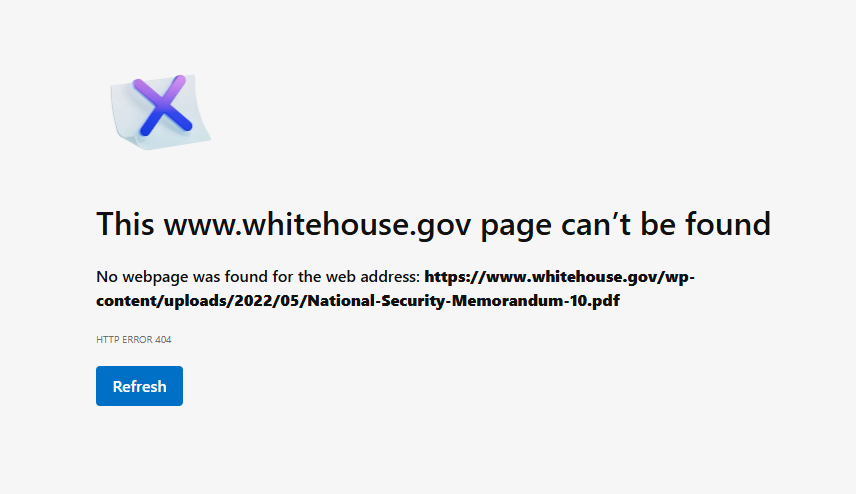 This www.whitehouse.gov page can’t be found
No webpage was found for the web address: https://www.whitehouse.gov/wp-
content/uploads/2022/05/National-Security-Memorandum-10.pdf
HTTP ERROR 404
Refresh